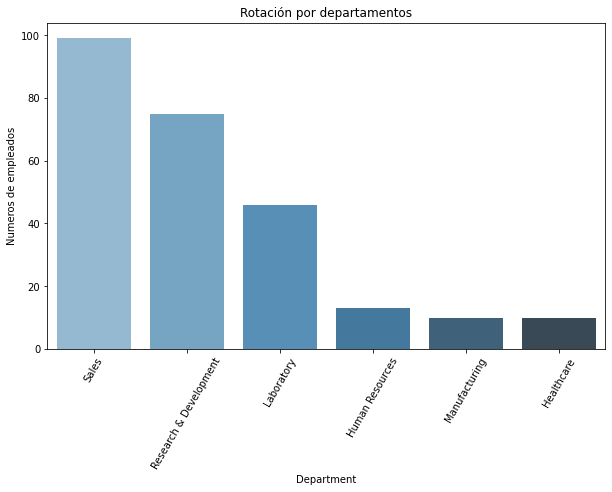 Rotación por departamentos
Numeros de empleados
100
80
60
40
20
0
Sales
Research & Development
Laboratory
Human Resources
Manufacturing
Healthcare
Department